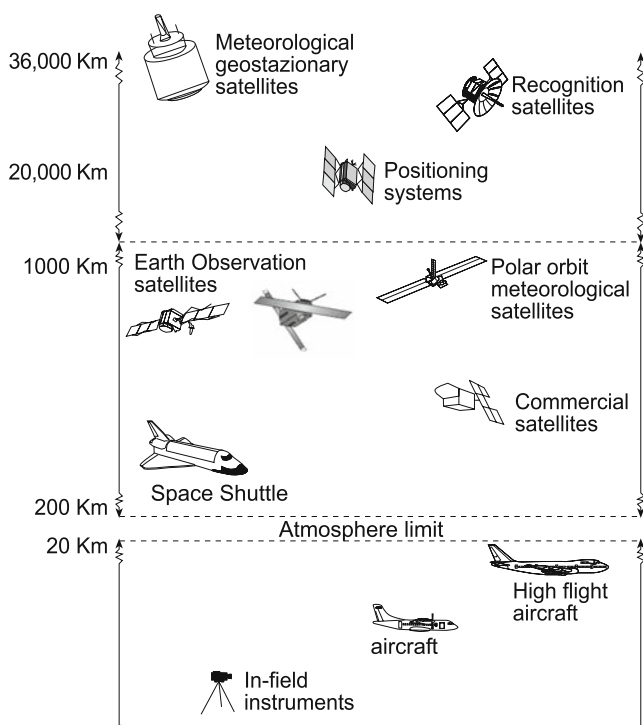 36,000 Km
Meteorological
geostazionary
satellites
Recognition
satellites
20,000 Km
Positioning
systems
1000 Km
Earth Observation
satellites
Polar orbit
meteorological
satellites
Commercial
satellites
Space Shuttle
200 Km
Atmosphere limit
20 Km
High flight
aircraft
aircraft
In-field
instruments